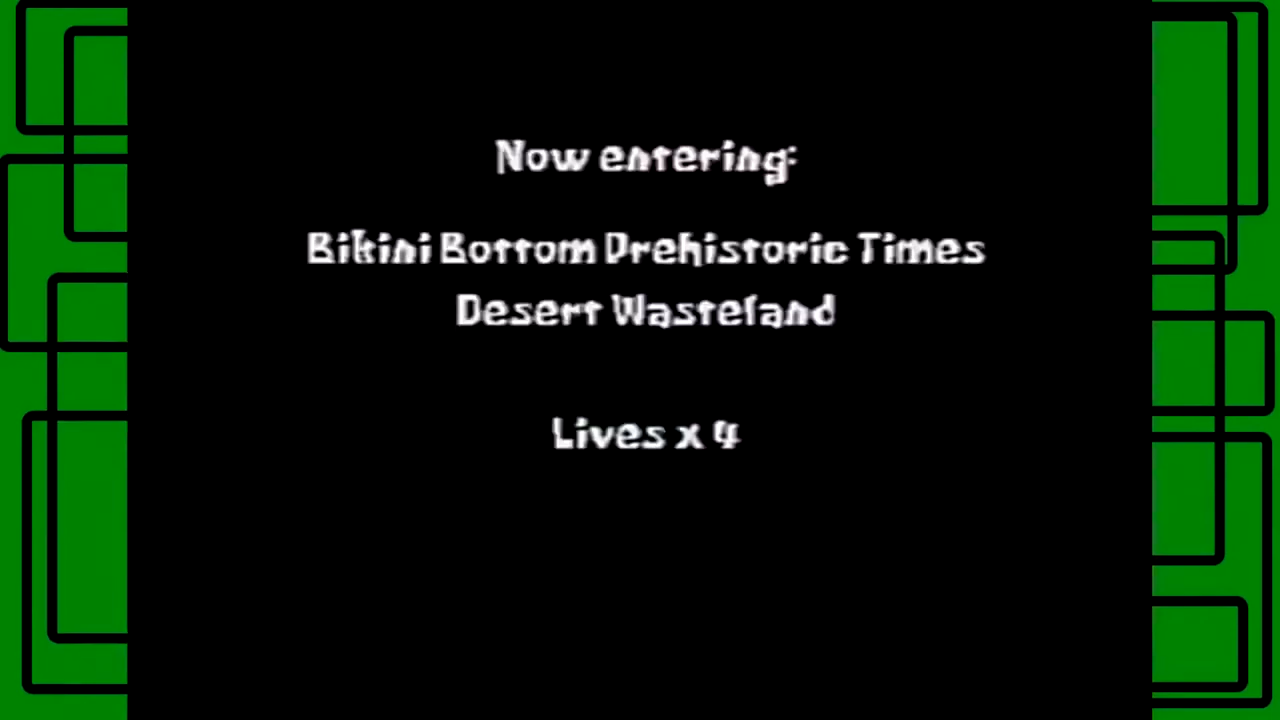 Now entering:
Bikini Bottom Prehistoric Times
Desert Wasteland
Lives x 4